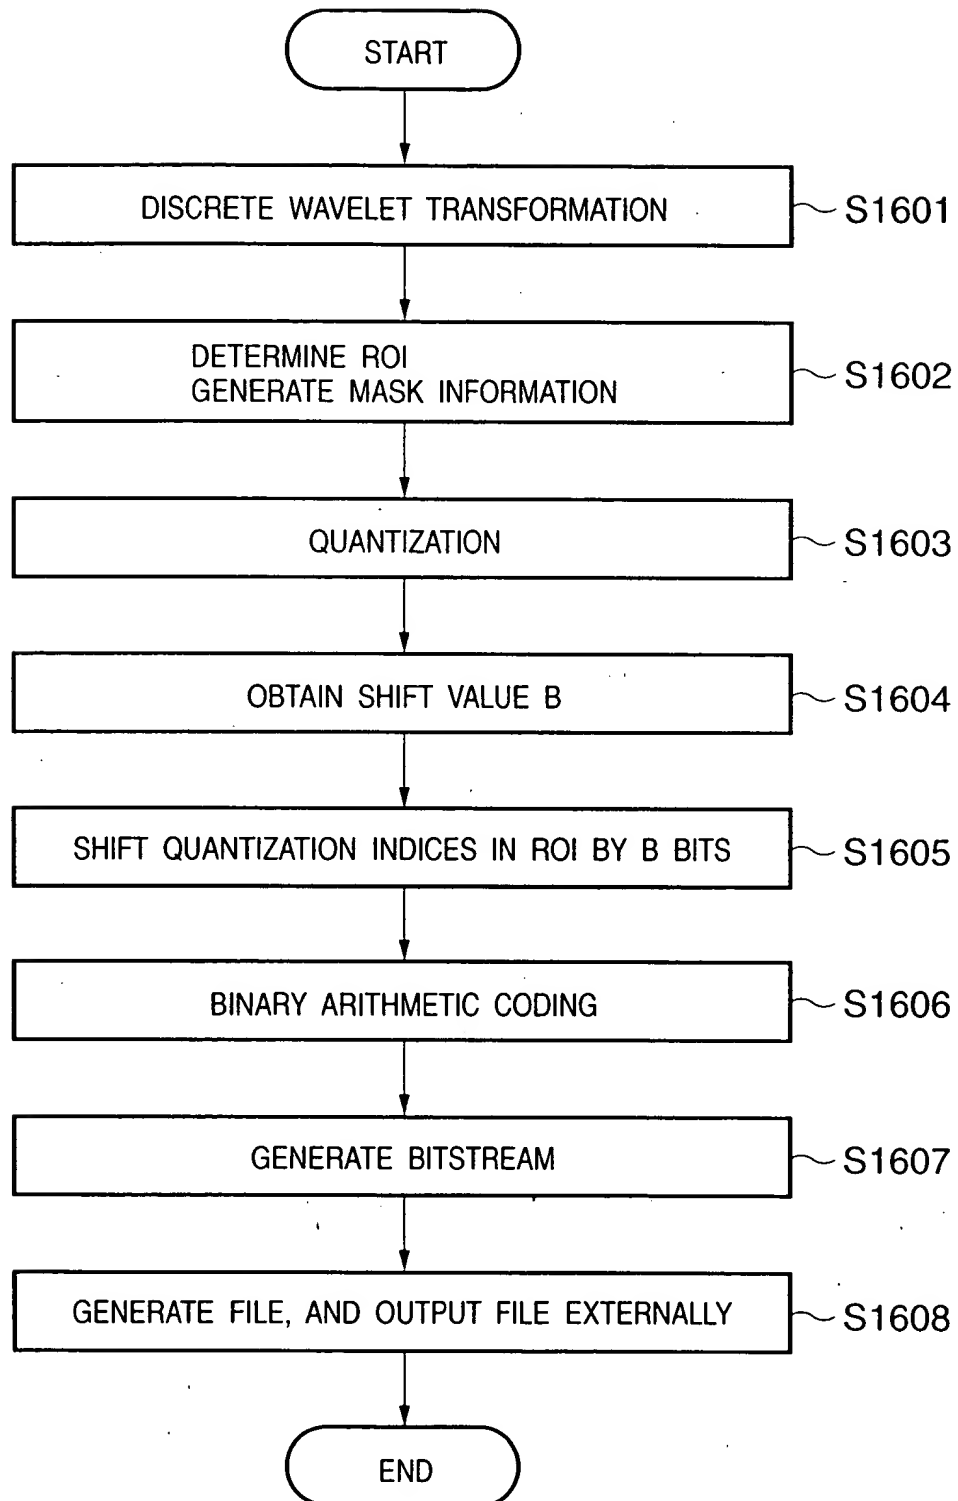 START
DISCRETE WAVELET TRANSFORMATION
S1601
DETERMINE ROI
GENERATE MASK INFORMATION
S1602
QUANTIZATION
S1603
OBTAIN SHIFT VALUE B
S1604
SHIFT QUANTIZATION INDICES IN ROI BY B BITS
S1605
BINARY ARITHMETIC CODING
S1606
GENERATE BITSTREAM
S1607
GENERATE FILE, AND OUTPUT FILE EXTERNALLY
S1608
END